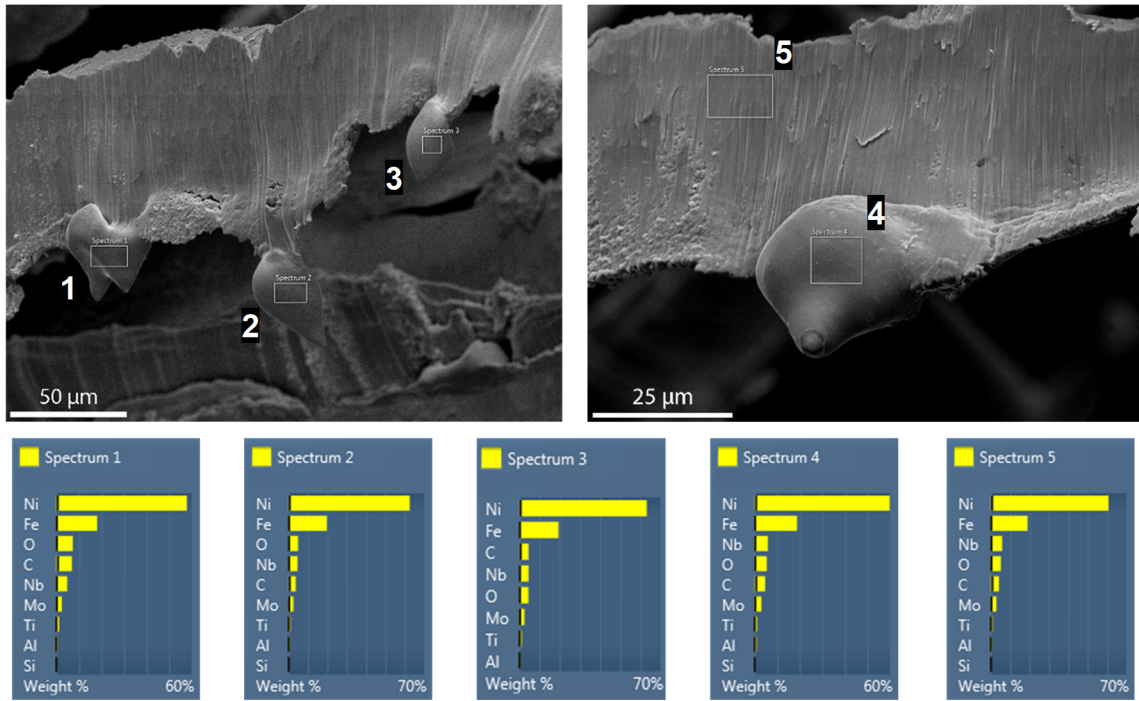 Spectrum 3
3
Spectrum 1
1
Spectrum 2
2
50 µm
5
Spectrum 5
4
Spectrum 4
25 µm
Spectrum 1
Ni
Fe
O
C
Nb
Mo
Ti
Al
Si
Weight % 60%
Spectrum 2
Ni
Fe
O
Nb
C
Mo
Ti
Al
Si
Weight % 70%
Spectrum 3
Ni
Fe
C
Nb
O
Mo
Ti
Al
Weight % 70%
Spectrum 4
Ni
Fe
Nb
O
C
Mo
Ti
Al
Si
Weight % 60%
Spectrum 5
Ni
Fe
Nb
O
C
Mo
Ti
Al
Si
Weight % 70%